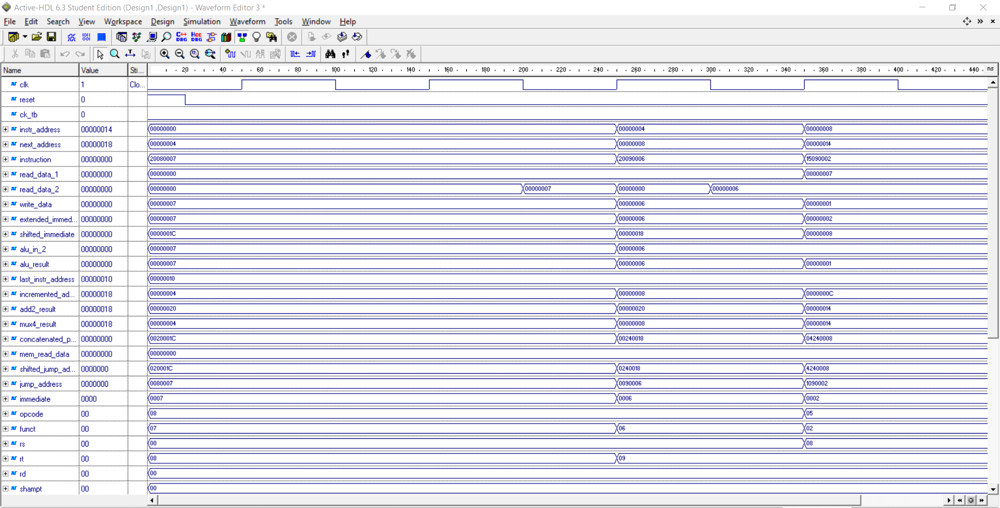 Active-HDL 6.3 Student Edition (Design1 ,Design1) - Waveform Editor 3 *
File Edit Search View Workspace Design Simulation Waveform Tools Window Help
C++ DBG HCC DBG
Name Value Sti... 20 40 60 80 100 120 140 160 180 200 220 240 260 280 300 320 340 360 380 400 420 440 ns
clk 1 Clo...
reset 0
ck_tb 0
instr_address 00000014 00000000 00000004 00000008
next_address 00000018 00000004 00000008 00000014
instruction 00000000 20080007 20090006 15090002
read_data_1 00000000 00000000 00000007
read_data_2 00000000 00000000 00000007 00000000 00000006
write_data 00000000 00000007 00000006 00000001
extended_immed... 00000000 00000007 00000006 00000002
shifted_immediate 00000000 0000001C 00000018 00000008
alu_in_2 00000000 00000007 00000006
alu_result 00000000 00000007 00000006 00000001
last_instr_address 00000010 00000010
incremented_ad... 00000018 00000004 00000008 0000000C
add2_result 00000018 00000020 00000020 00000014
mux4_result 00000018 00000004 00000008 00000014
concatenated_p... 00000000 0020001C 00240018 04240008
mem_read_data 00000000 00000000
shifted_jump_ad... 0000000 020001C 0240018 4240008
jump_address 0000000 0080007 0090006 1090002
immediate 0000 0007 0006 0002
opcode 00 08 05
funct 00 07 06 02
rs 00 00 08
rt 00 08 09
rd 00 00
shampt 00 00